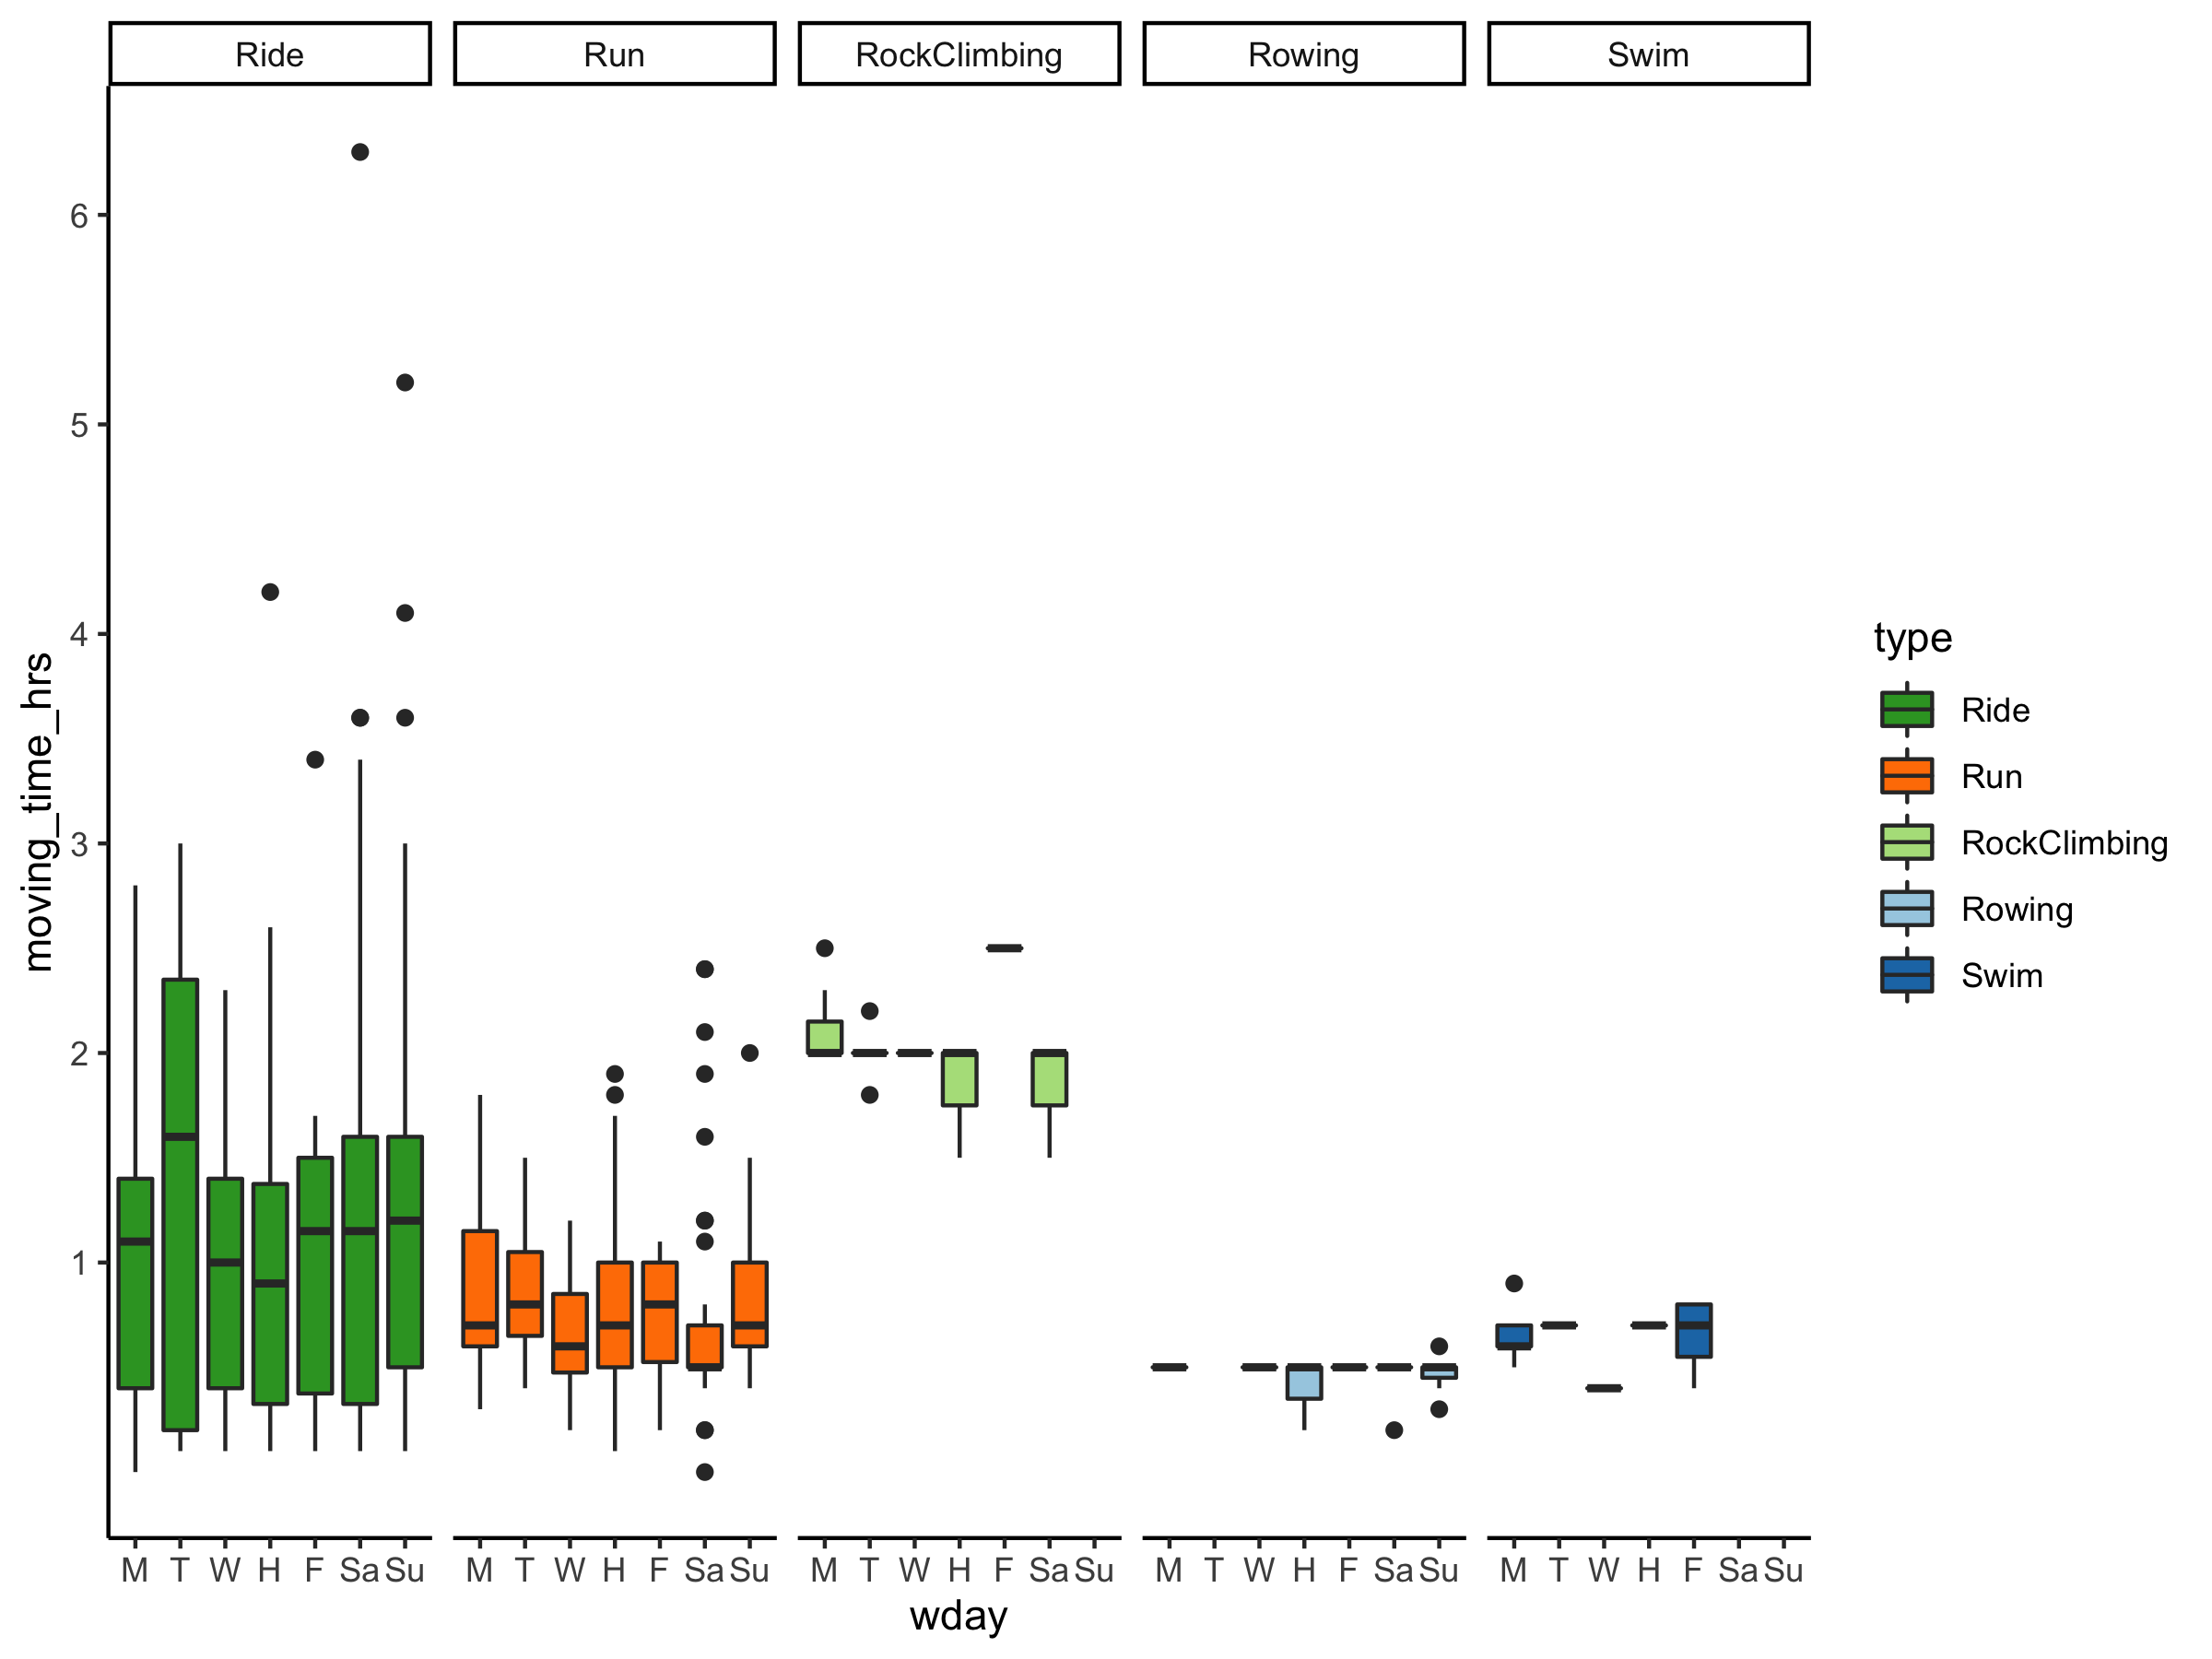 Ride Run RockClimbing Rowing Swim
6
5
4
3
2
1
moving_time_hrs
M T W H F Sa Su M T W H F Sa Su M T W H F Sa Su M T W H F Sa Su M T W H F Sa Su
wday
type
Ride
Run
RockClimbing
Rowing
Swim